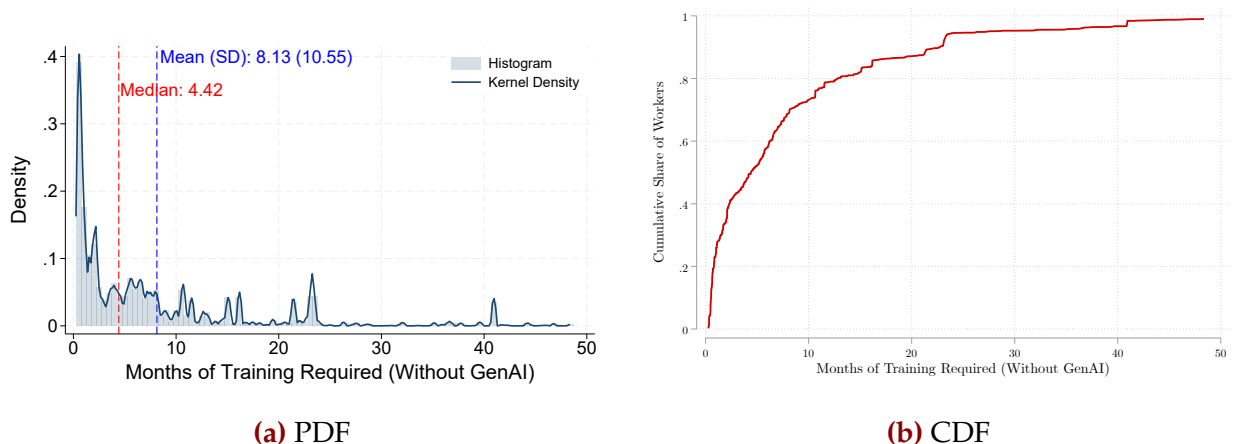 Mean (SD): 8.13 (10.55)
Median: 4.42
Histogram
Kernel Density
.4
.3
.2
.1
0
Density
0 10 20 30 40 50
Months of Training Required (Without GenAI)
(a) PDF
1
.8
.6
.4
.2
0
Cumulative Share of Workers
0 10 20 30 40 50
Months of Training Required (Without GenAI)
(b) CDF